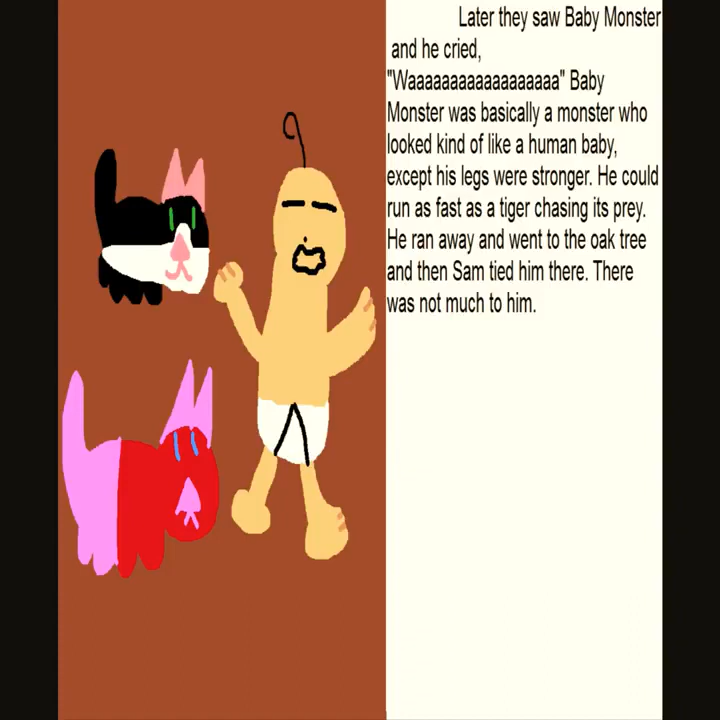 Later they saw Baby Monster
and he cried,
"Waaaaaaaaaaaaaaaaaa" Baby
Monster was basically a monster who
looked kind of like a human baby,
except his legs were stronger. He could
run as fast as a tiger chasing its prey.
He ran away and went to the oak tree
and then Sam tied him there. There
was not much to him.